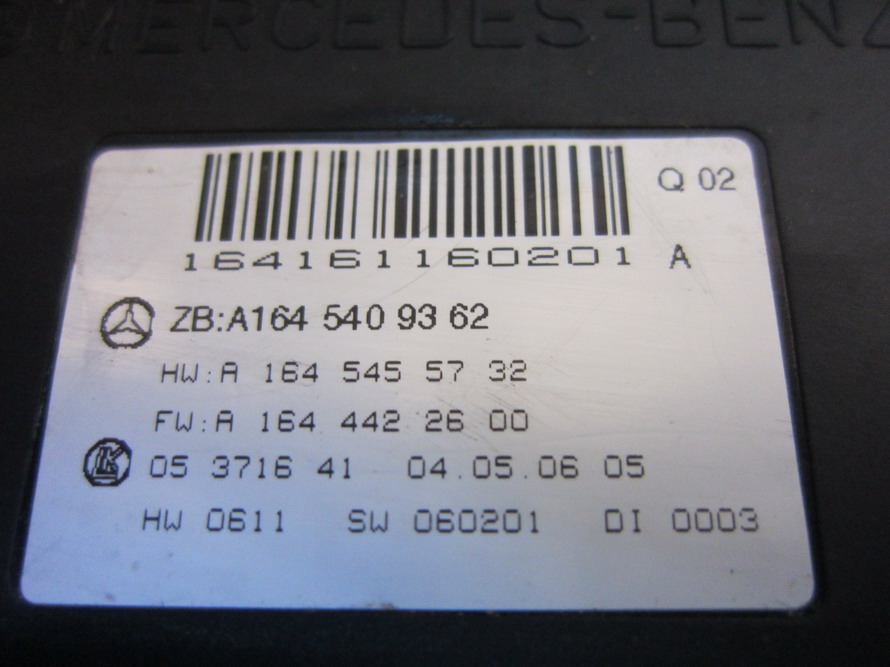 MERCEDES-BENZ
Q 02
164161160201 A
ZB:A164 540 93 62
HW:A 164 545 57 32
FW:A 164 442 26 00
05 3716 41 04.05.06 05
HW 0611 SW 060201 DI 0003